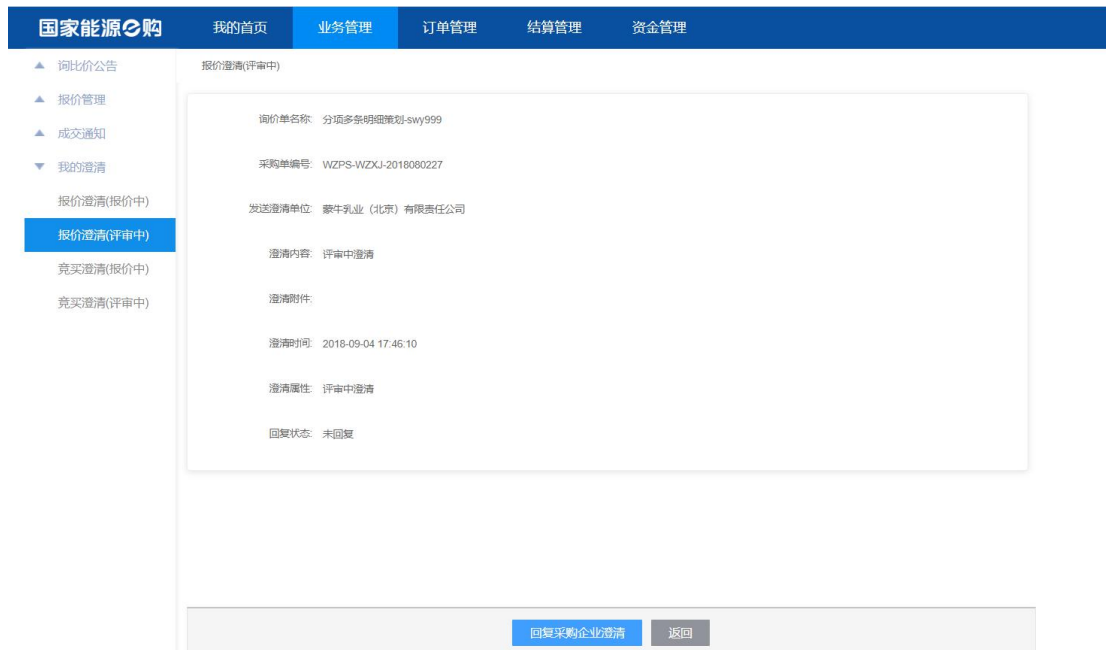 国家能源e购
我的首页 业务管理 订单管理 结算管理 资金管理
询比价公告
报价管理
成交通知
我的澄清
报价澄清(报价中)
报价澄清(评审中)
竞买澄清(报价中)
竞买澄清(评审中)
报价澄清(评审中)
询价单名称: 分项多条明细策划-swy999
采购单编号: WZPS-WZXJ-2018080227
发送澄清单位: 蒙牛乳业（北京）有限责任公司
澄清内容: 评审中澄清
澄清附件:
澄清时间: 2018-09-04 17:46:10
澄清属性: 评审中澄清
回复状态: 未回复
回复采购企业澄清 返回